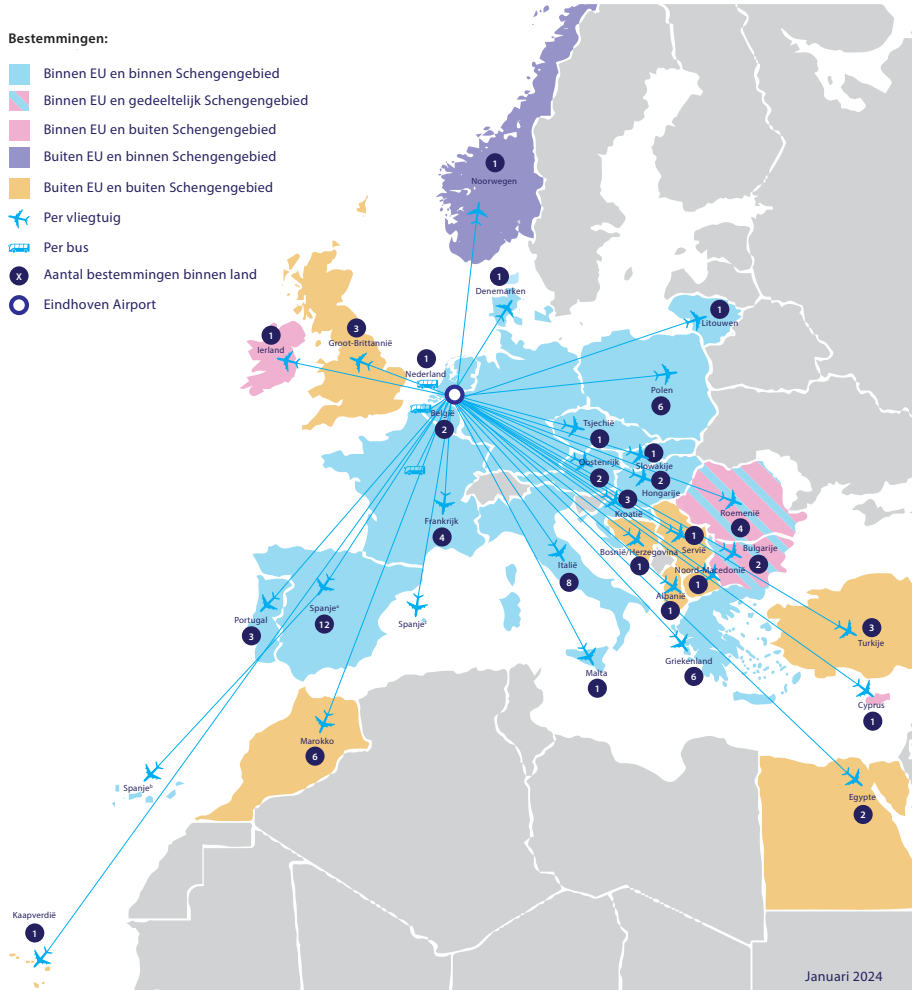 Bestemmingen:
Binnen EU en binnen Schengengebied
Binnen EU en gedeeltelijk Schengengebied
Binnen EU en buiten Schengengebied
Buiten EU en binnen Schengengebied
Buiten EU en buiten Schengengebied
Per vliegtuig
Per bus
X Aantal bestemmingen binnen land
Eindhoven Airport
1
Noorwegen
1
Denemarken
1
Litouwen
1
Ierland
3
Groot-Brittannië
1
Nederland
Polen
6
België
2
Tsjechië
1
Oostenrijk
2
1
Slowakije
2
Hongarije
3
Kroatië
Roemenië
4
Frankrijk
4
Italië
8
Bosnië/Herzegovina
1
1
Servië
Bulgarije
2
Noord-Macedonië
1
Albanië
1
Portugal
3
Spanjeᵃ
12
Spanjeᶜ
3
Turkije
Griekenland
6
Malta
1
Cyprus
1
Marokko
6
Spanjeᵇ
Egypte
2
Kaapverdië
1
Januari 2024